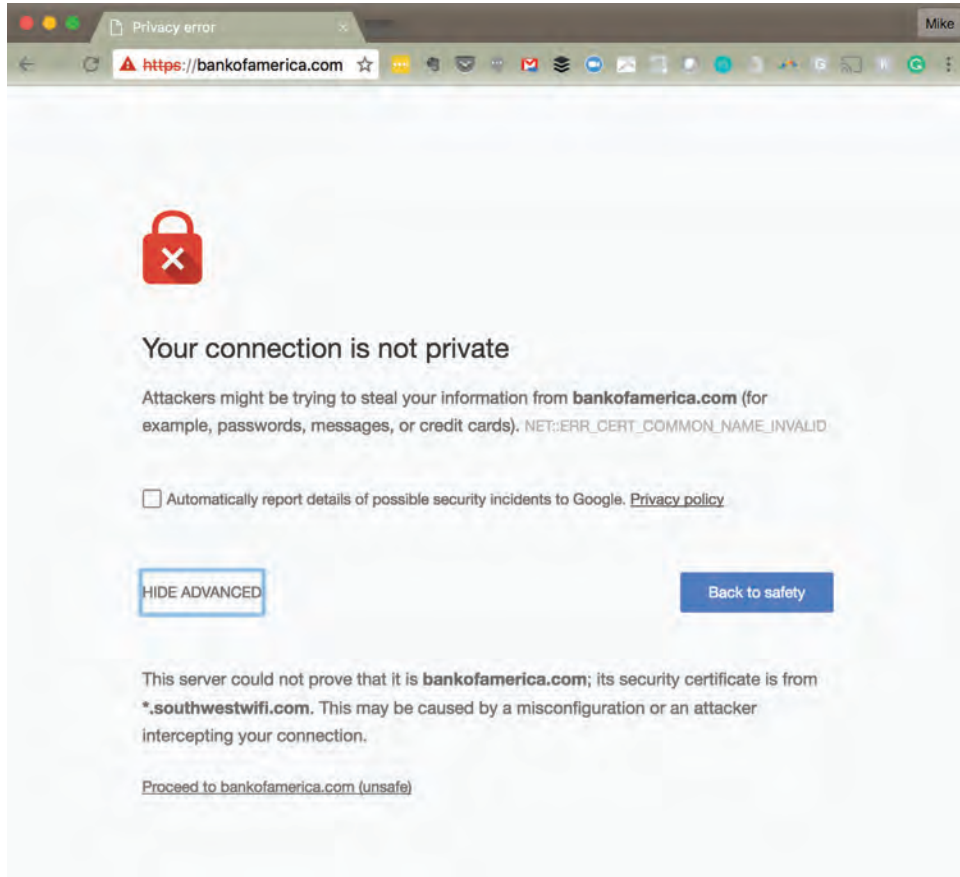 Privacy error
Mike
https://bankofamerica.com
Your connection is not private
Attackers might be trying to steal your information from bankofamerica.com (for
example, passwords, messages, or credit cards). NET::ERR_CERT_COMMON_NAME_INVALID
Automatically report details of possible security incidents to Google. Privacy policy
HIDE ADVANCED
Back to safety
This server could not prove that it is bankofamerica.com; its security certificate is from
*.southwestwifi.com. This may be caused by a misconfiguration or an attacker
intercepting your connection.
Proceed to bankofamerica.com (unsafe)